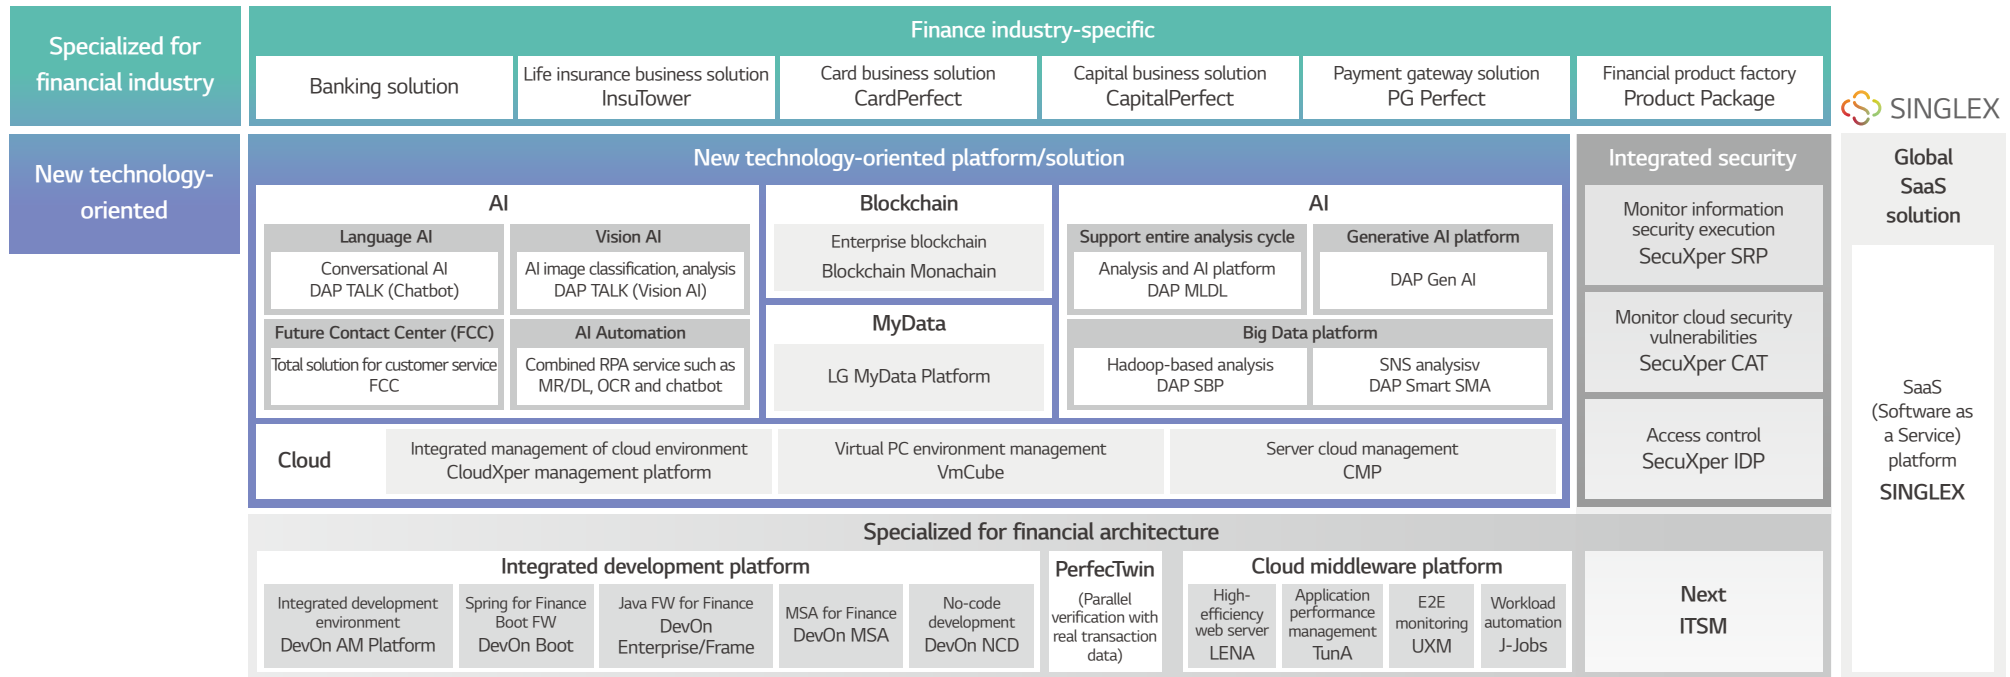 Specialized for
financial industry
Finance industry-specific
Banking solution
Life insurance business solution
InsuTower
Card business solution
CardPerfect
Capital business solution
CapitalPerfect
Payment gateway solution
PG Perfect
Financial product factory
Product Package
SINGLEX
New technology-
oriented
New technology-oriented platform/solution
AI
Language AI
Conversational AI
DAP TALK (Chatbot)
Vision AI
AI image classification, analysis
DAP TALK (Vision AI)
Future Contact Center (FCC)
Total solution for customer service
FCC
AI Automation
Combined RPA service such as
MR/DL, OCR and chatbot
Blockchain
Enterprise blockchain
Blockchain Monachain
MyData
LG MyData Platform
AI
Support entire analysis cycle
Analysis and AI platform
DAP MLDL
Generative AI platform
DAP Gen AI
Big Data platform
Hadoop-based analysis
DAP SBP
SNS analysisv
DAP Smart SMA
Cloud
Integrated management of cloud environment
CloudXper management platform
Virtual PC environment management
VmCube
Server cloud management
CMP
Integrated security
Monitor information
security execution
SecuXper SRP
Monitor cloud security
vulnerabilities
SecuXper CAT
Access control
SecuXper IDP
Global
SaaS
solution
SaaS
(Software as
a Service)
platform
SINGLEX
Specialized for financial architecture
Integrated development platform
Integrated development
environment
DevOn AM Platform
Spring for Finance
Boot FW
DevOn Boot
Java FW for Finance
DevOn
Enterprise/Frame
MSA for Finance
DevOn MSA
No-code
development
DevOn NCD
PerfecTwin
(Parallel
verification with
real transaction
data)
Cloud middleware platform
High-
efficiency
web server
LENA
Application
performance
management
TunA
E2E
monitoring
UXM
Workload
automation
J-Jobs
Next
ITSM